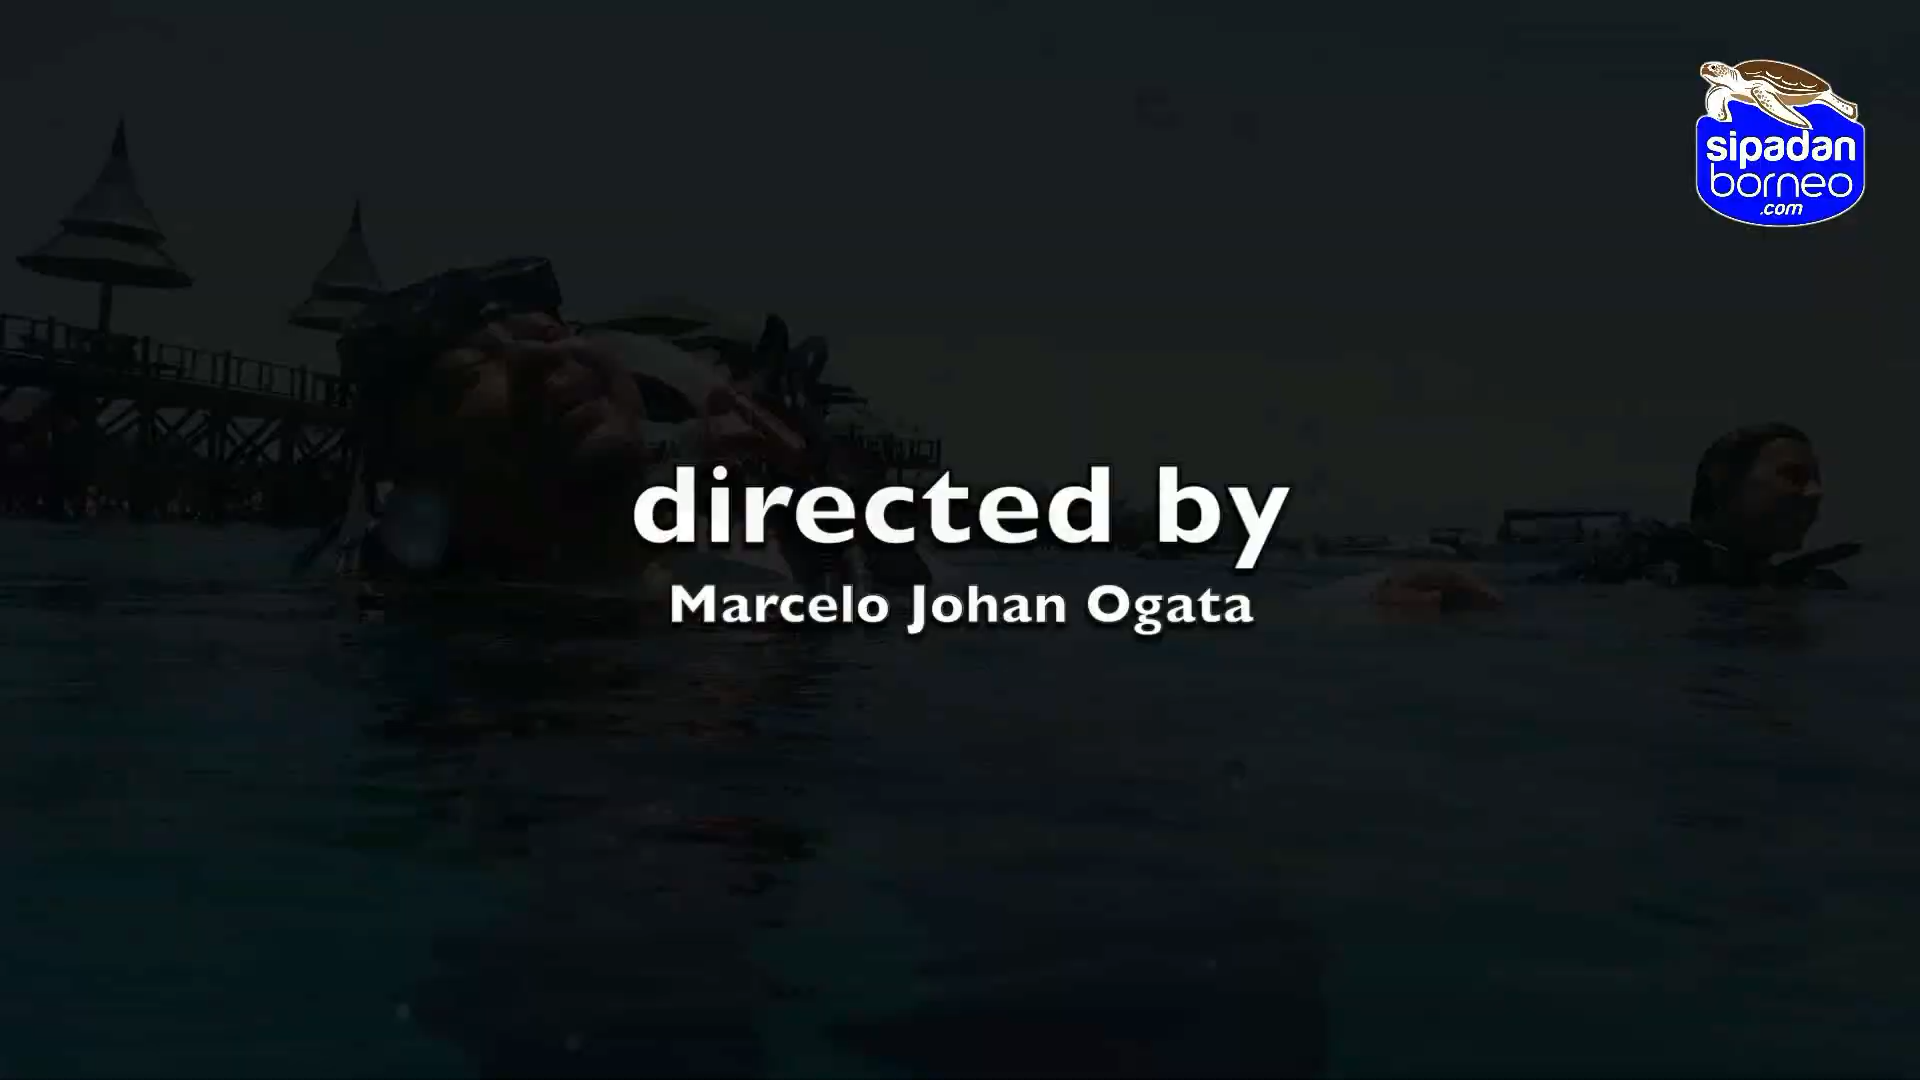 sipadan
borneo
.com
directed by
Marcelo Johan Ogata